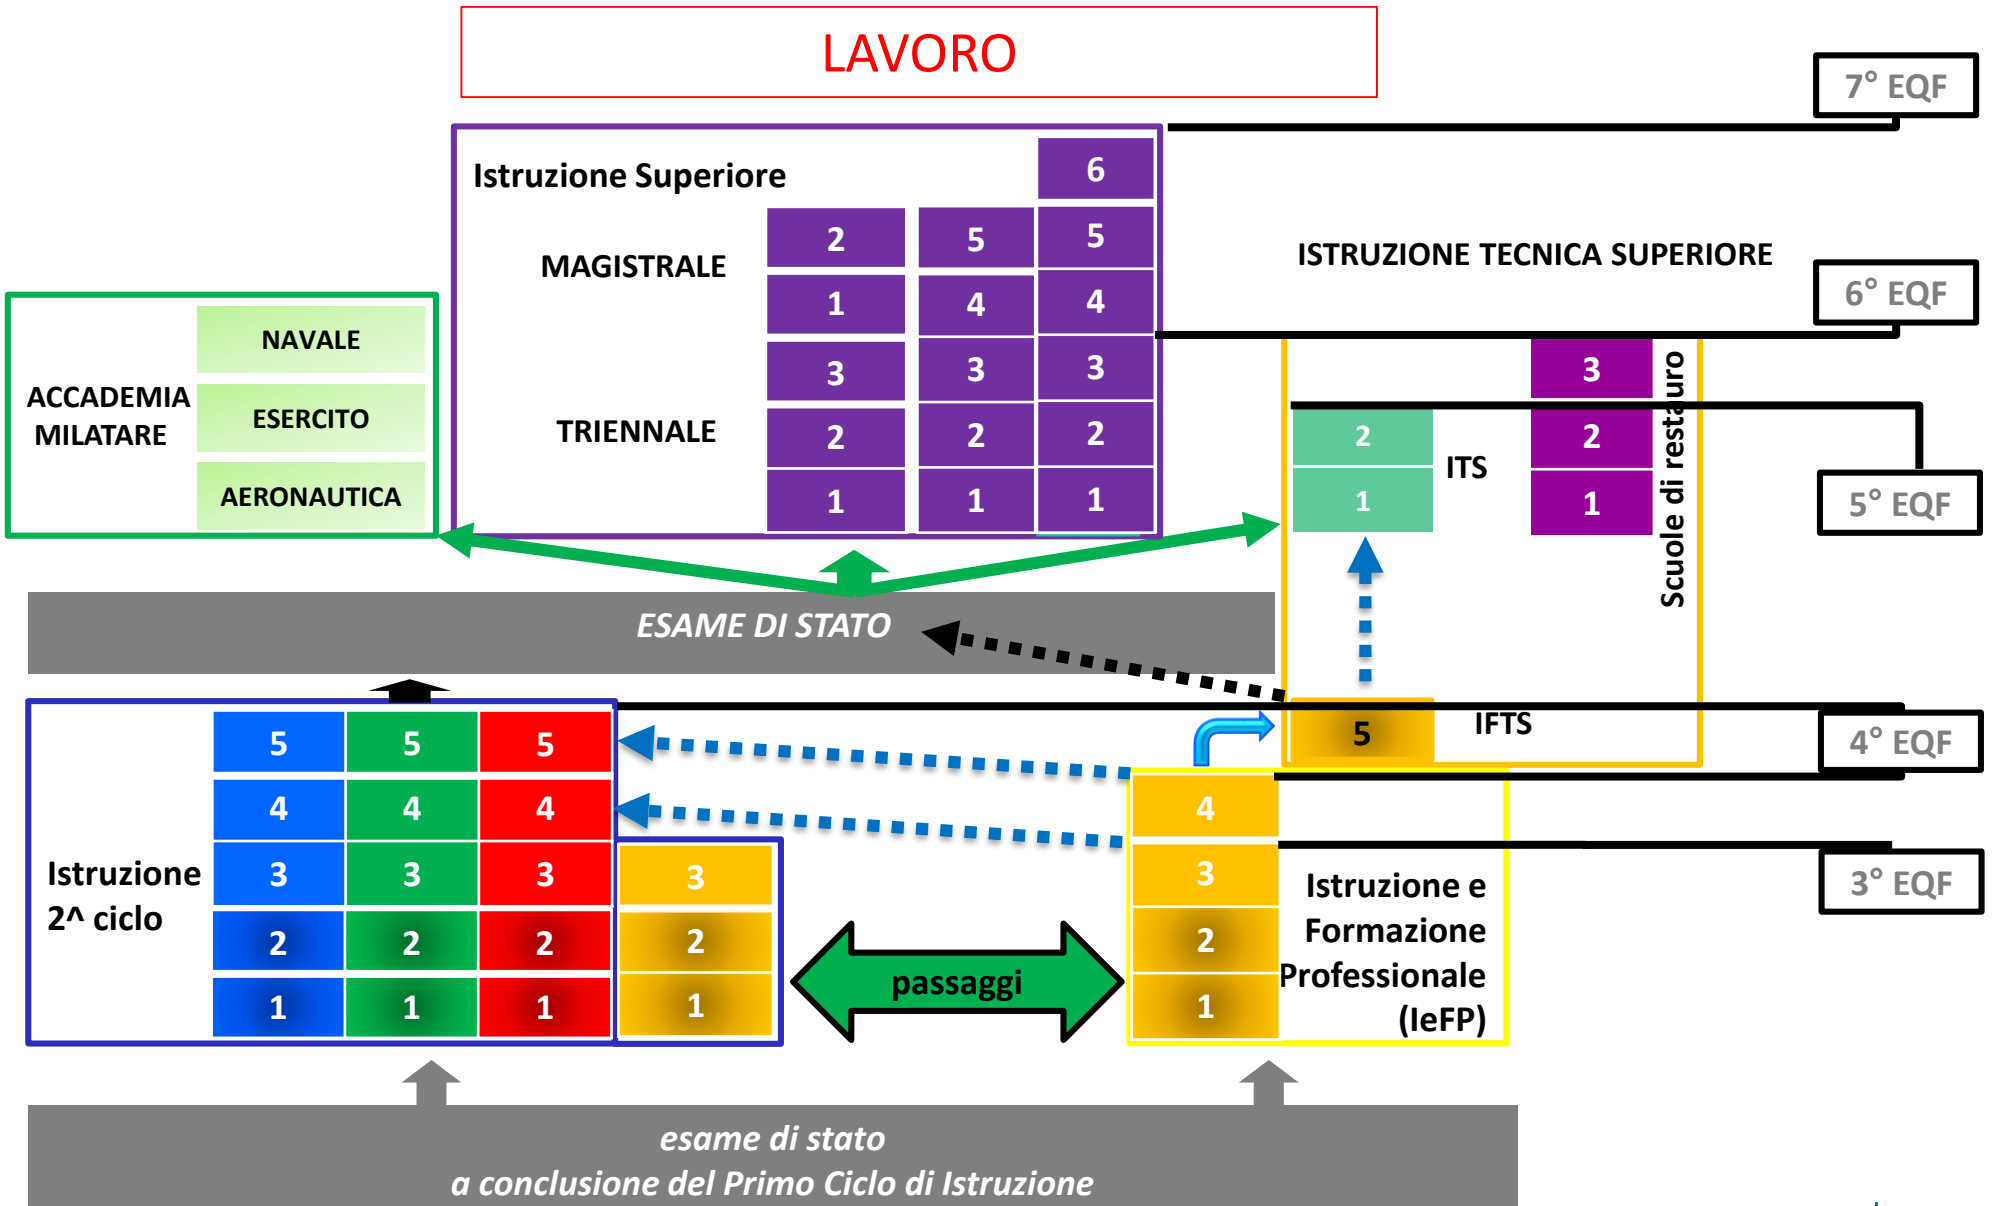 LAVORO
7° EQF
Istruzione Superiore
6
2 5 5
MAGISTRALE
ISTRUZIONE TECNICA SUPERIORE
1 4 4
6° EQF
3 3 3
TRIENNALE
2 2 2
1 1 1
ACCADEMIA
MILATARE
NAVALE
ESERCITO
AERONAUTICA
2
1
ITS
3
2
1
Scuole di restauro
5° EQF
ESAME DI STATO
5
IFTS
4° EQF
Istruzione
2^ ciclo
5 5 5
4 4 4
3 3 3 3
2 2 2 2
1 1 1 1
passaggi
4
3
2
1
Istruzione e
Formazione
Professionale
(IeFP)
3° EQF
esame di stato
a conclusione del Primo Ciclo di Istruzione